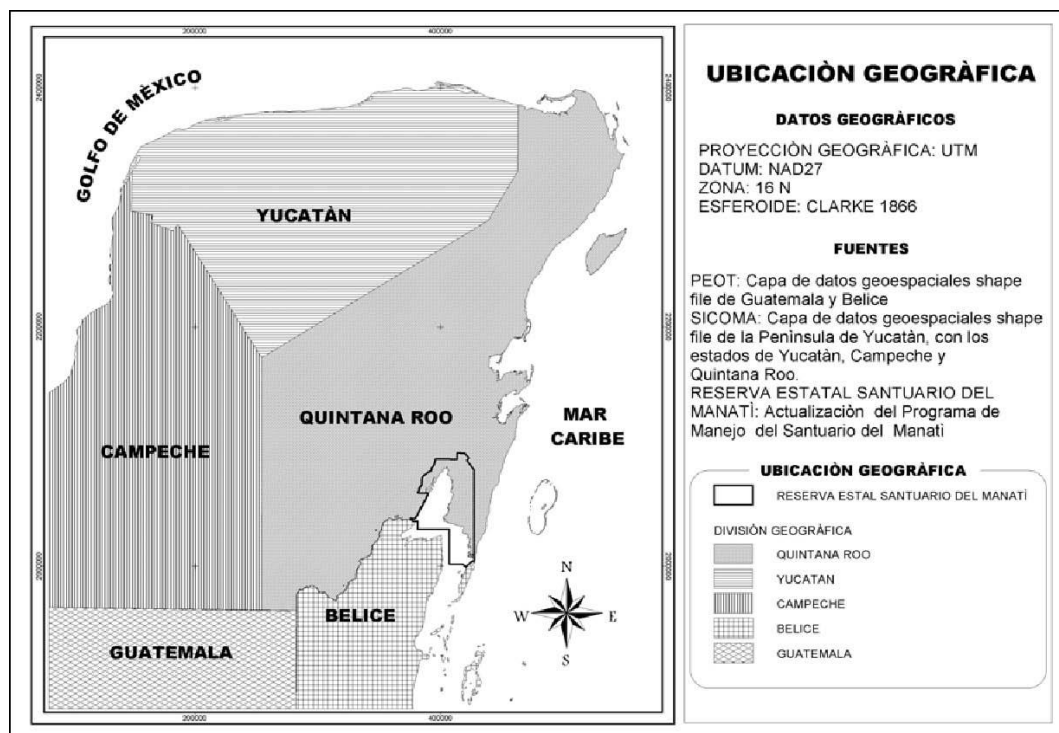 200000
400000
2400000
2400000
GOLFO DE MÈXICO
YUCATÀN
2200000
2200000
QUINTANA ROO
MAR
CARIBE
CAMPECHE
2000000
2000000
BELICE
GUATEMALA
N
W
E
S
200000
400000
UBICACIÒN GEOGRÀFICA
DATOS GEOGRÀFICOS
PROYECCIÒN GEOGRÀFICA: UTM
DATUM: NAD27
ZONA: 16 N
ESFEROIDE: CLARKE 1866
FUENTES
PEOT: Capa de datos geoespaciales shape
file de Guatemala y Belice
SICOMA: Capa de datos geoespaciales shape
file de la Penìnsula de Yucatàn, con los
estados de Yucatàn, Campeche y
Quintana Roo.
RESERVA ESTATAL SANTUARIO DEL
MANATÌ: Actualizaciòn del Programa de
Manejo del Santuario del Manati
UBICACIÒN GEOGRÀFICA
RESERVA ESTAL SANTUARIO DEL MANATÌ
DIVISIÒN GEOGRÀFICA
QUINTANA ROO
YUCATAN
CAMPECHE
BELICE
GUATEMALA